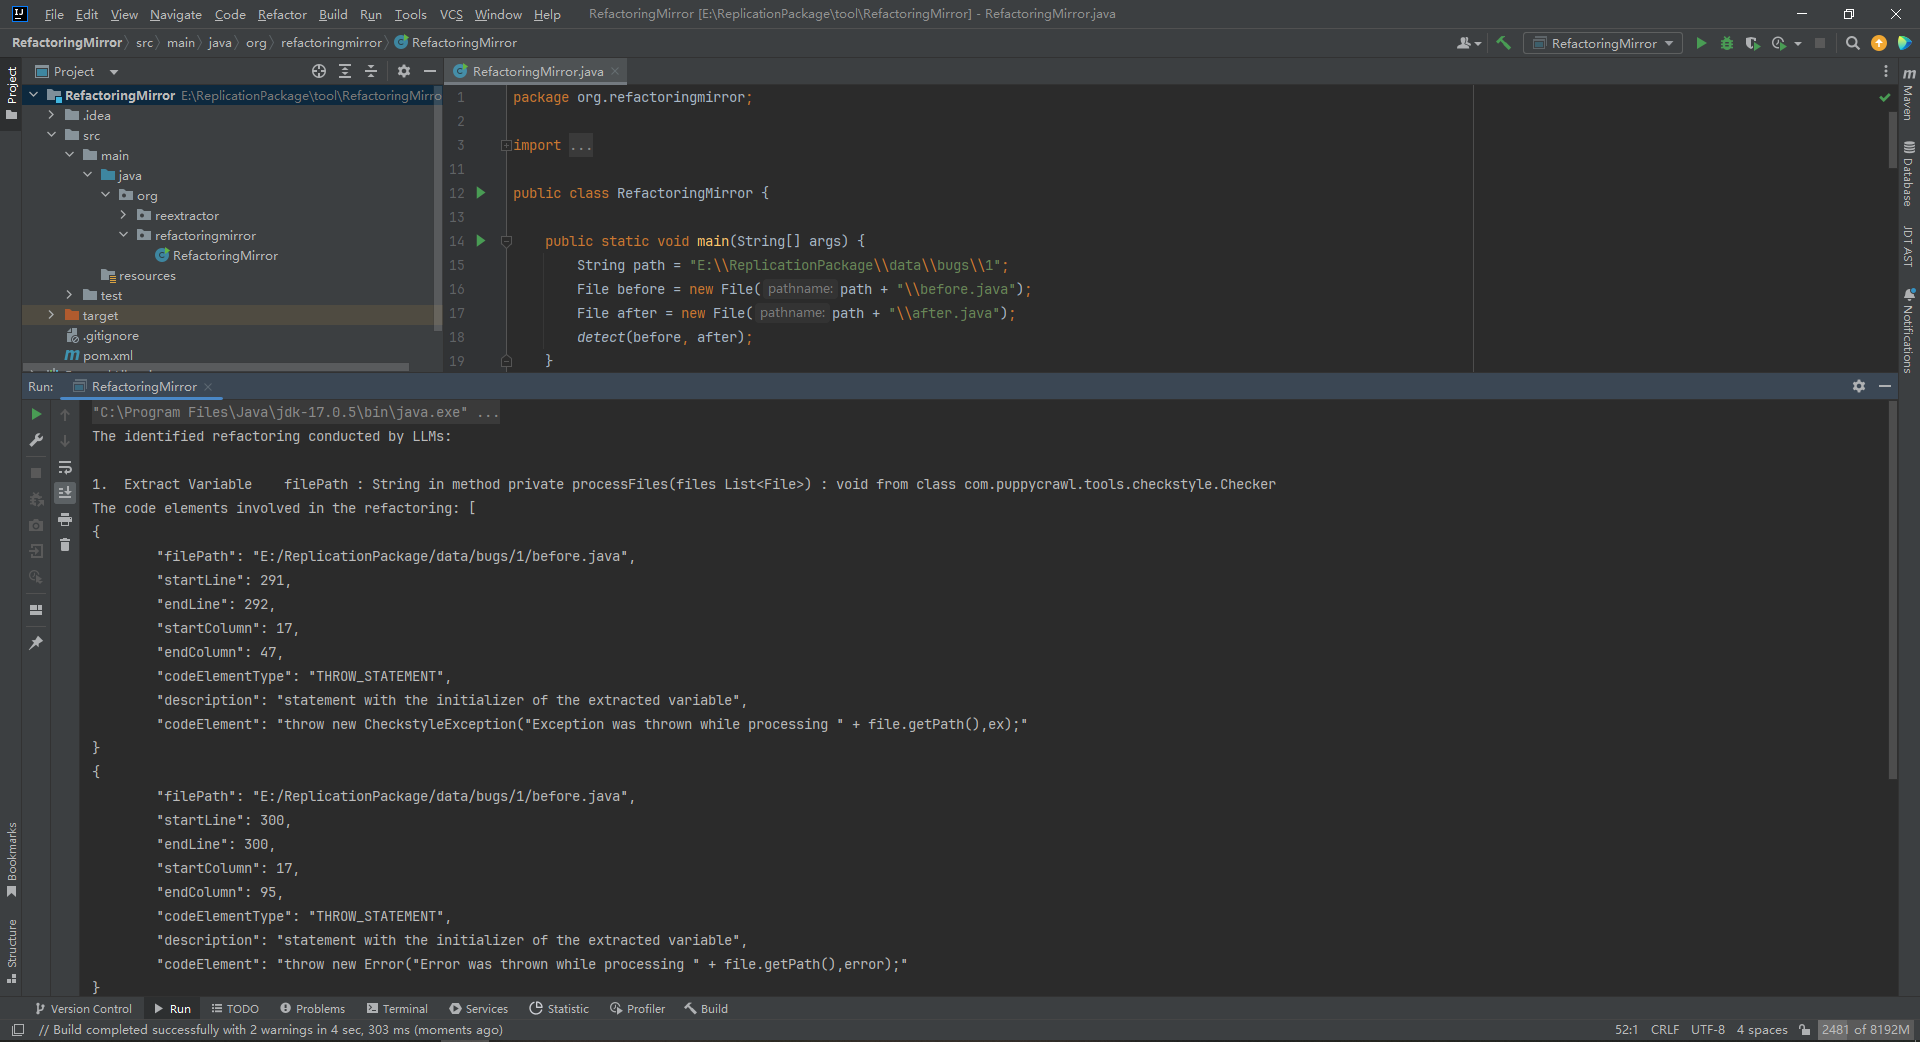 File Edit View Navigate Code Refactor Build Run Tools VCS Window Help RefactoringMirror [E:\ReplicationPackage\tool\RefactoringMirror] - RefactoringMirror.java
RefactoringMirror src main java org refactoringmirror RefactoringMirror
RefactoringMirror
Project
RefactoringMirror.java
RefactoringMirror E:\ReplicationPackage\tool\RefactoringMirro
.idea
src
main
java
org
reextractor
refactoringmirror
RefactoringMirror
resources
test
target
.gitignore
pom.xml
1 package org.refactoringmirror;
2
3 import ...
11
12 public class RefactoringMirror {
13
14 public static void main(String[] args) {
15 String path = "E:\\ReplicationPackage\\data\\bugs\\1";
16 File before = new File( pathname: path + "\\before.java");
17 File after = new File( pathname: path + "\\after.java");
18 detect(before, after);
19 }
Project
Bookmarks
Structure
Maven
Database
JDT AST
Notifications
Run: RefactoringMirror
"C:\Program Files\Java\jdk-17.0.5\bin\java.exe" ...
The identified refactoring conducted by LLMs:
1. Extract Variable filePath : String in method private processFiles(files List<File>) : void from class com.puppycrawl.tools.checkstyle.Checker
The code elements involved in the refactoring: [
{
"filePath": "E:/ReplicationPackage/data/bugs/1/before.java",
"startLine": 291,
"endLine": 292,
"startColumn": 17,
"endColumn": 47,
"codeElementType": "THROW_STATEMENT",
"description": "statement with the initializer of the extracted variable",
"codeElement": "throw new CheckstyleException("Exception was thrown while processing " + file.getPath(),ex);"
}
{
"filePath": "E:/ReplicationPackage/data/bugs/1/before.java",
"startLine": 300,
"endLine": 300,
"startColumn": 17,
"endColumn": 95,
"codeElementType": "THROW_STATEMENT",
"description": "statement with the initializer of the extracted variable",
"codeElement": "throw new Error("Error was thrown while processing " + file.getPath(),error);"
}
Version Control Run TODO Problems Terminal Services Statistic Profiler Build
// Build completed successfully with 2 warnings in 4 sec, 303 ms (moments ago) 52:1 CRLF UTF-8 4 spaces 2481 of 8192M